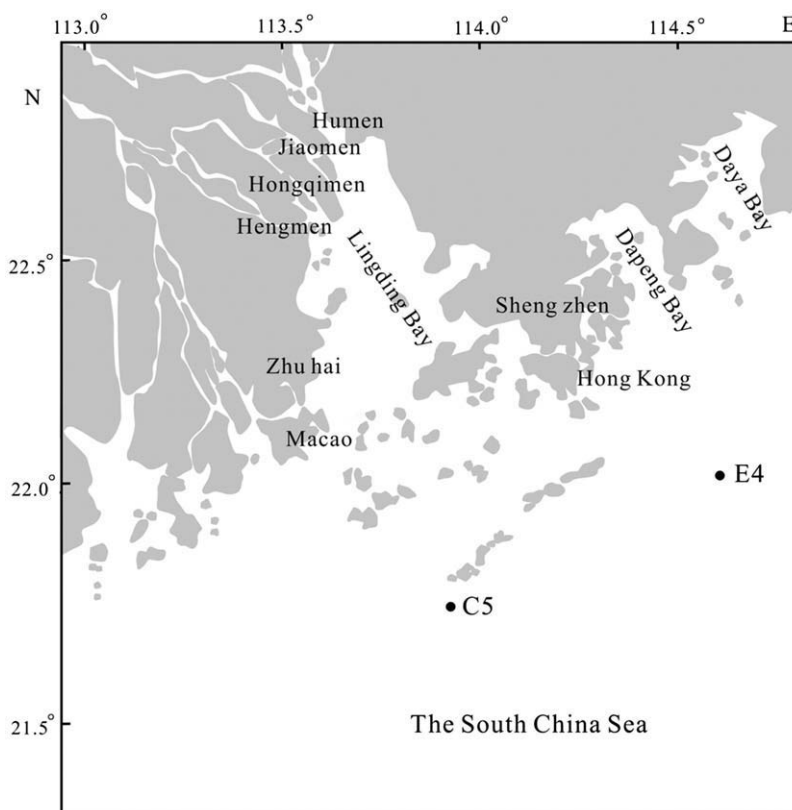 113.0°
113.5°
114.0°
114.5°
E
N
Humen
Jiaomen
Hongqimen
Hengmen
Lingding Bay
Daya Bay
Dapeng Bay
22.5°
Sheng zhen
Zhu hai
Hong Kong
Macao
22.0°
E4
C5
21.5°
The South China Sea